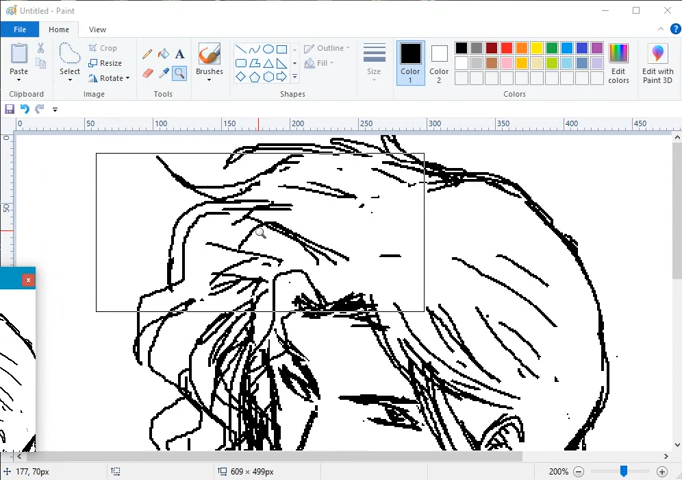 Untitled - Paint
File
Home
View
Paste
Select
Crop
Resize
Rotate
Brushes
Outline
Fill
Size
Color
1
Color
2
Edit
colors
Edit with
Paint 3D
Clipboard
Image
Tools
Shapes
Colors
0 50 100 150 200 250 300 350 400 450
0
50
177, 70px
609 × 499px
200%